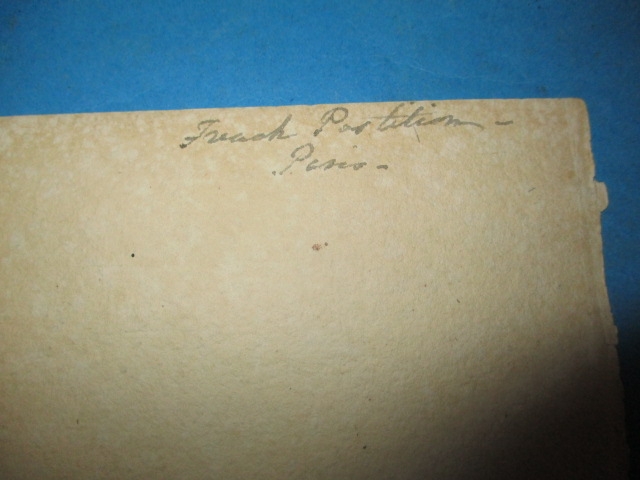 French Postilion -
Paris -